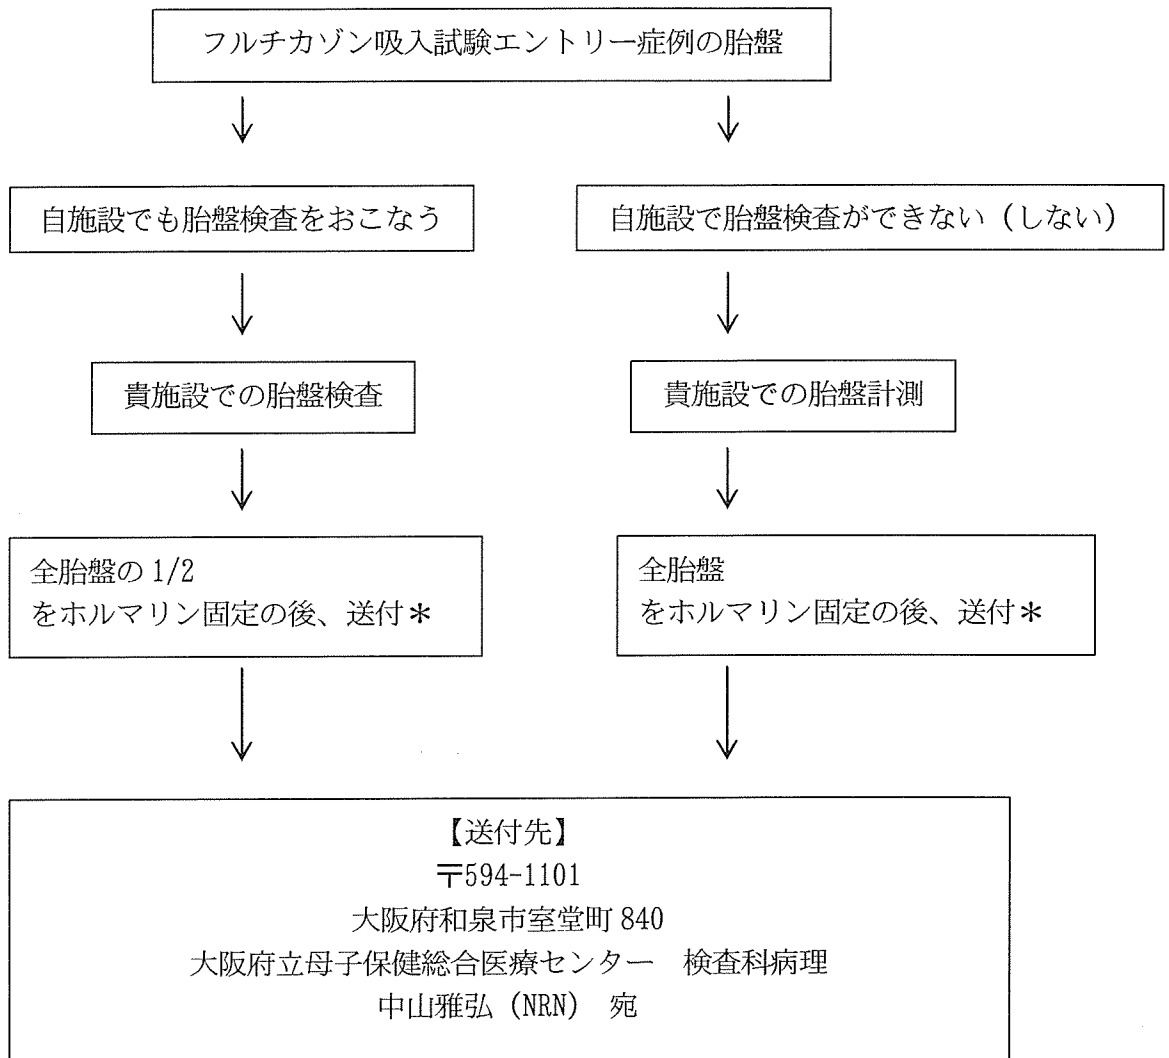 フルチカゾン吸入試験エントリー症例の胎盤
自施設でも胎盤検査をおこなう
自施設で胎盤検査ができない（しない）
貴施設での胎盤検査
貴施設での胎盤計測
全胎盤の 1/2
をホルマリン固定の後、送付＊
全胎盤
をホルマリン固定の後、送付＊
【送付先】
〒594-1101
大阪府和泉市室堂町 840
大阪府立母子保健総合医療センター　検査科病理
中山雅弘（NRN）　宛